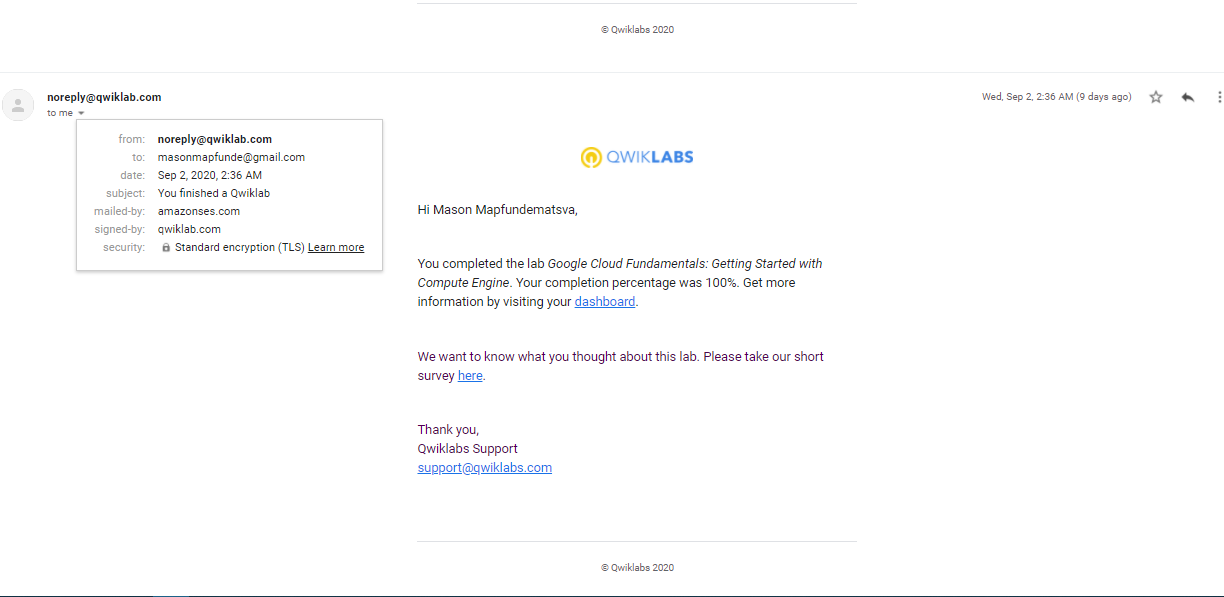 © Qwiklabs 2020
noreply@qwiklab.com
Wed, Sep 2, 2:36 AM (9 days ago)
to me
from: noreply@qwiklab.com
to: masonmapfunde@gmail.com
date: Sep 2, 2020, 2:36 AM
subject: You finished a Qwiklab
mailed-by: amazonses.com
signed-by: qwiklab.com
security: Standard encryption (TLS) Learn more
QWIKLABS
Hi Mason Mapfundematsva,
You completed the lab Google Cloud Fundamentals: Getting Started with
Compute Engine. Your completion percentage was 100%. Get more
information by visiting your dashboard.
We want to know what you thought about this lab. Please take our short
survey here.
Thank you,
Qwiklabs Support
support@qwiklabs.com
© Qwiklabs 2020